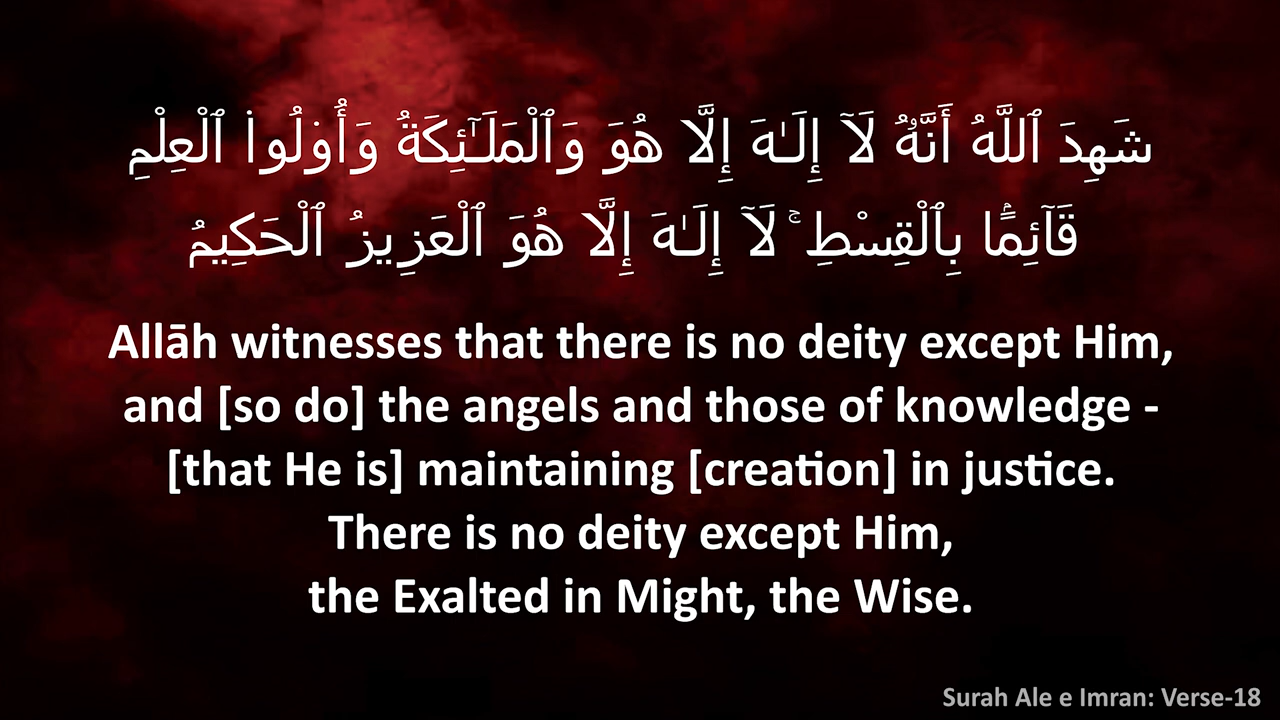 شَهِدَ ٱللَّهُ أَنَّهُۥ لَآ إِلَـٰهَ إِلَّا هُوَ وَٱلْمَلَـٰٓئِكَةُ وَأُو۟لُوا۟ ٱلْعِلْمِ
قَآئِمًۢا بِٱلْقِسْطِ ۚ لَآ إِلَـٰهَ إِلَّا هُوَ ٱلْعَزِيزُ ٱلْحَكِيمُ
Allāh witnesses that there is no deity except Him,
and [so do] the angels and those of knowledge -
[that He is] maintaining [creation] in justice.
There is no deity except Him,
the Exalted in Might, the Wise.
Surah Ale e Imran: Verse-18